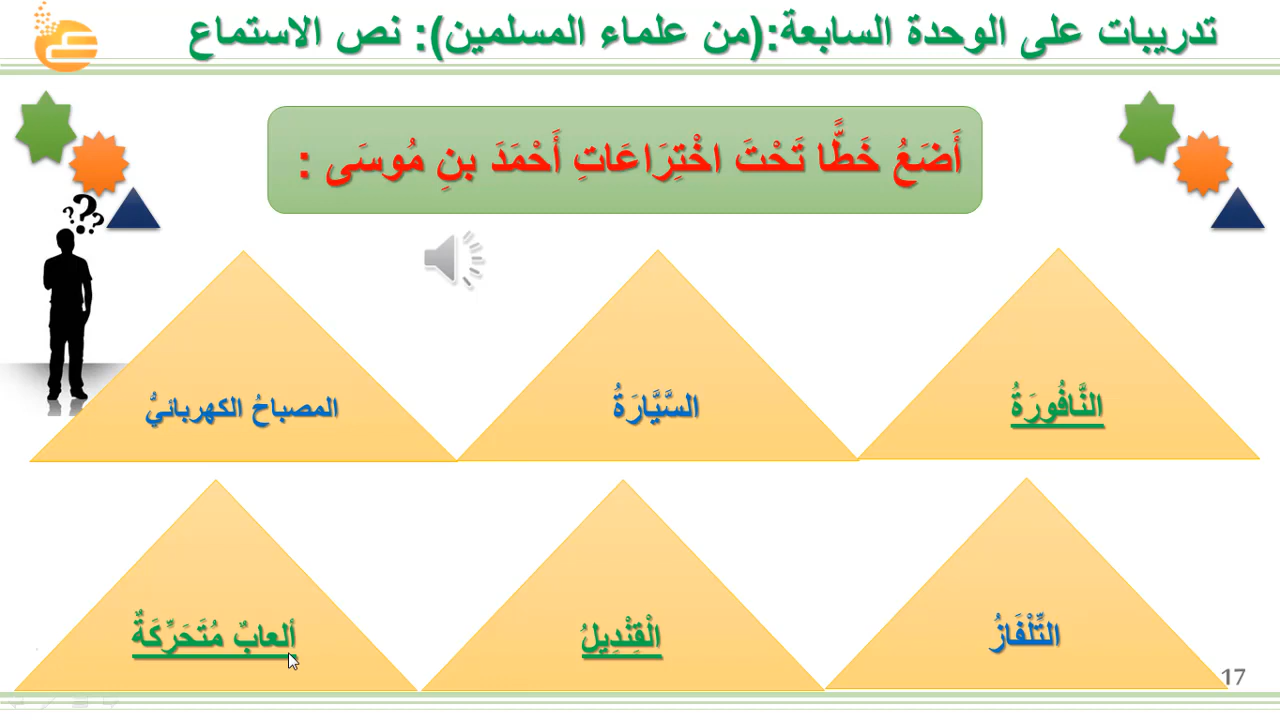 تدريبات على الوحدة السابعة:(من علماء المسلمين): نص الاستماع
أَضَعُ خَطًّا تَحْتَ اخْتِرَاعَاتِ أَحْمَدَ بنِ مُوسَى :
???
النَّافُورَةُ
السَّيَّارَةُ
المصباحُ الكهربائيُّ
التِّلْفَازُ
الْقِنْدِيلُ
ألعابٌ مُتَحَرِّكَةٌ
17